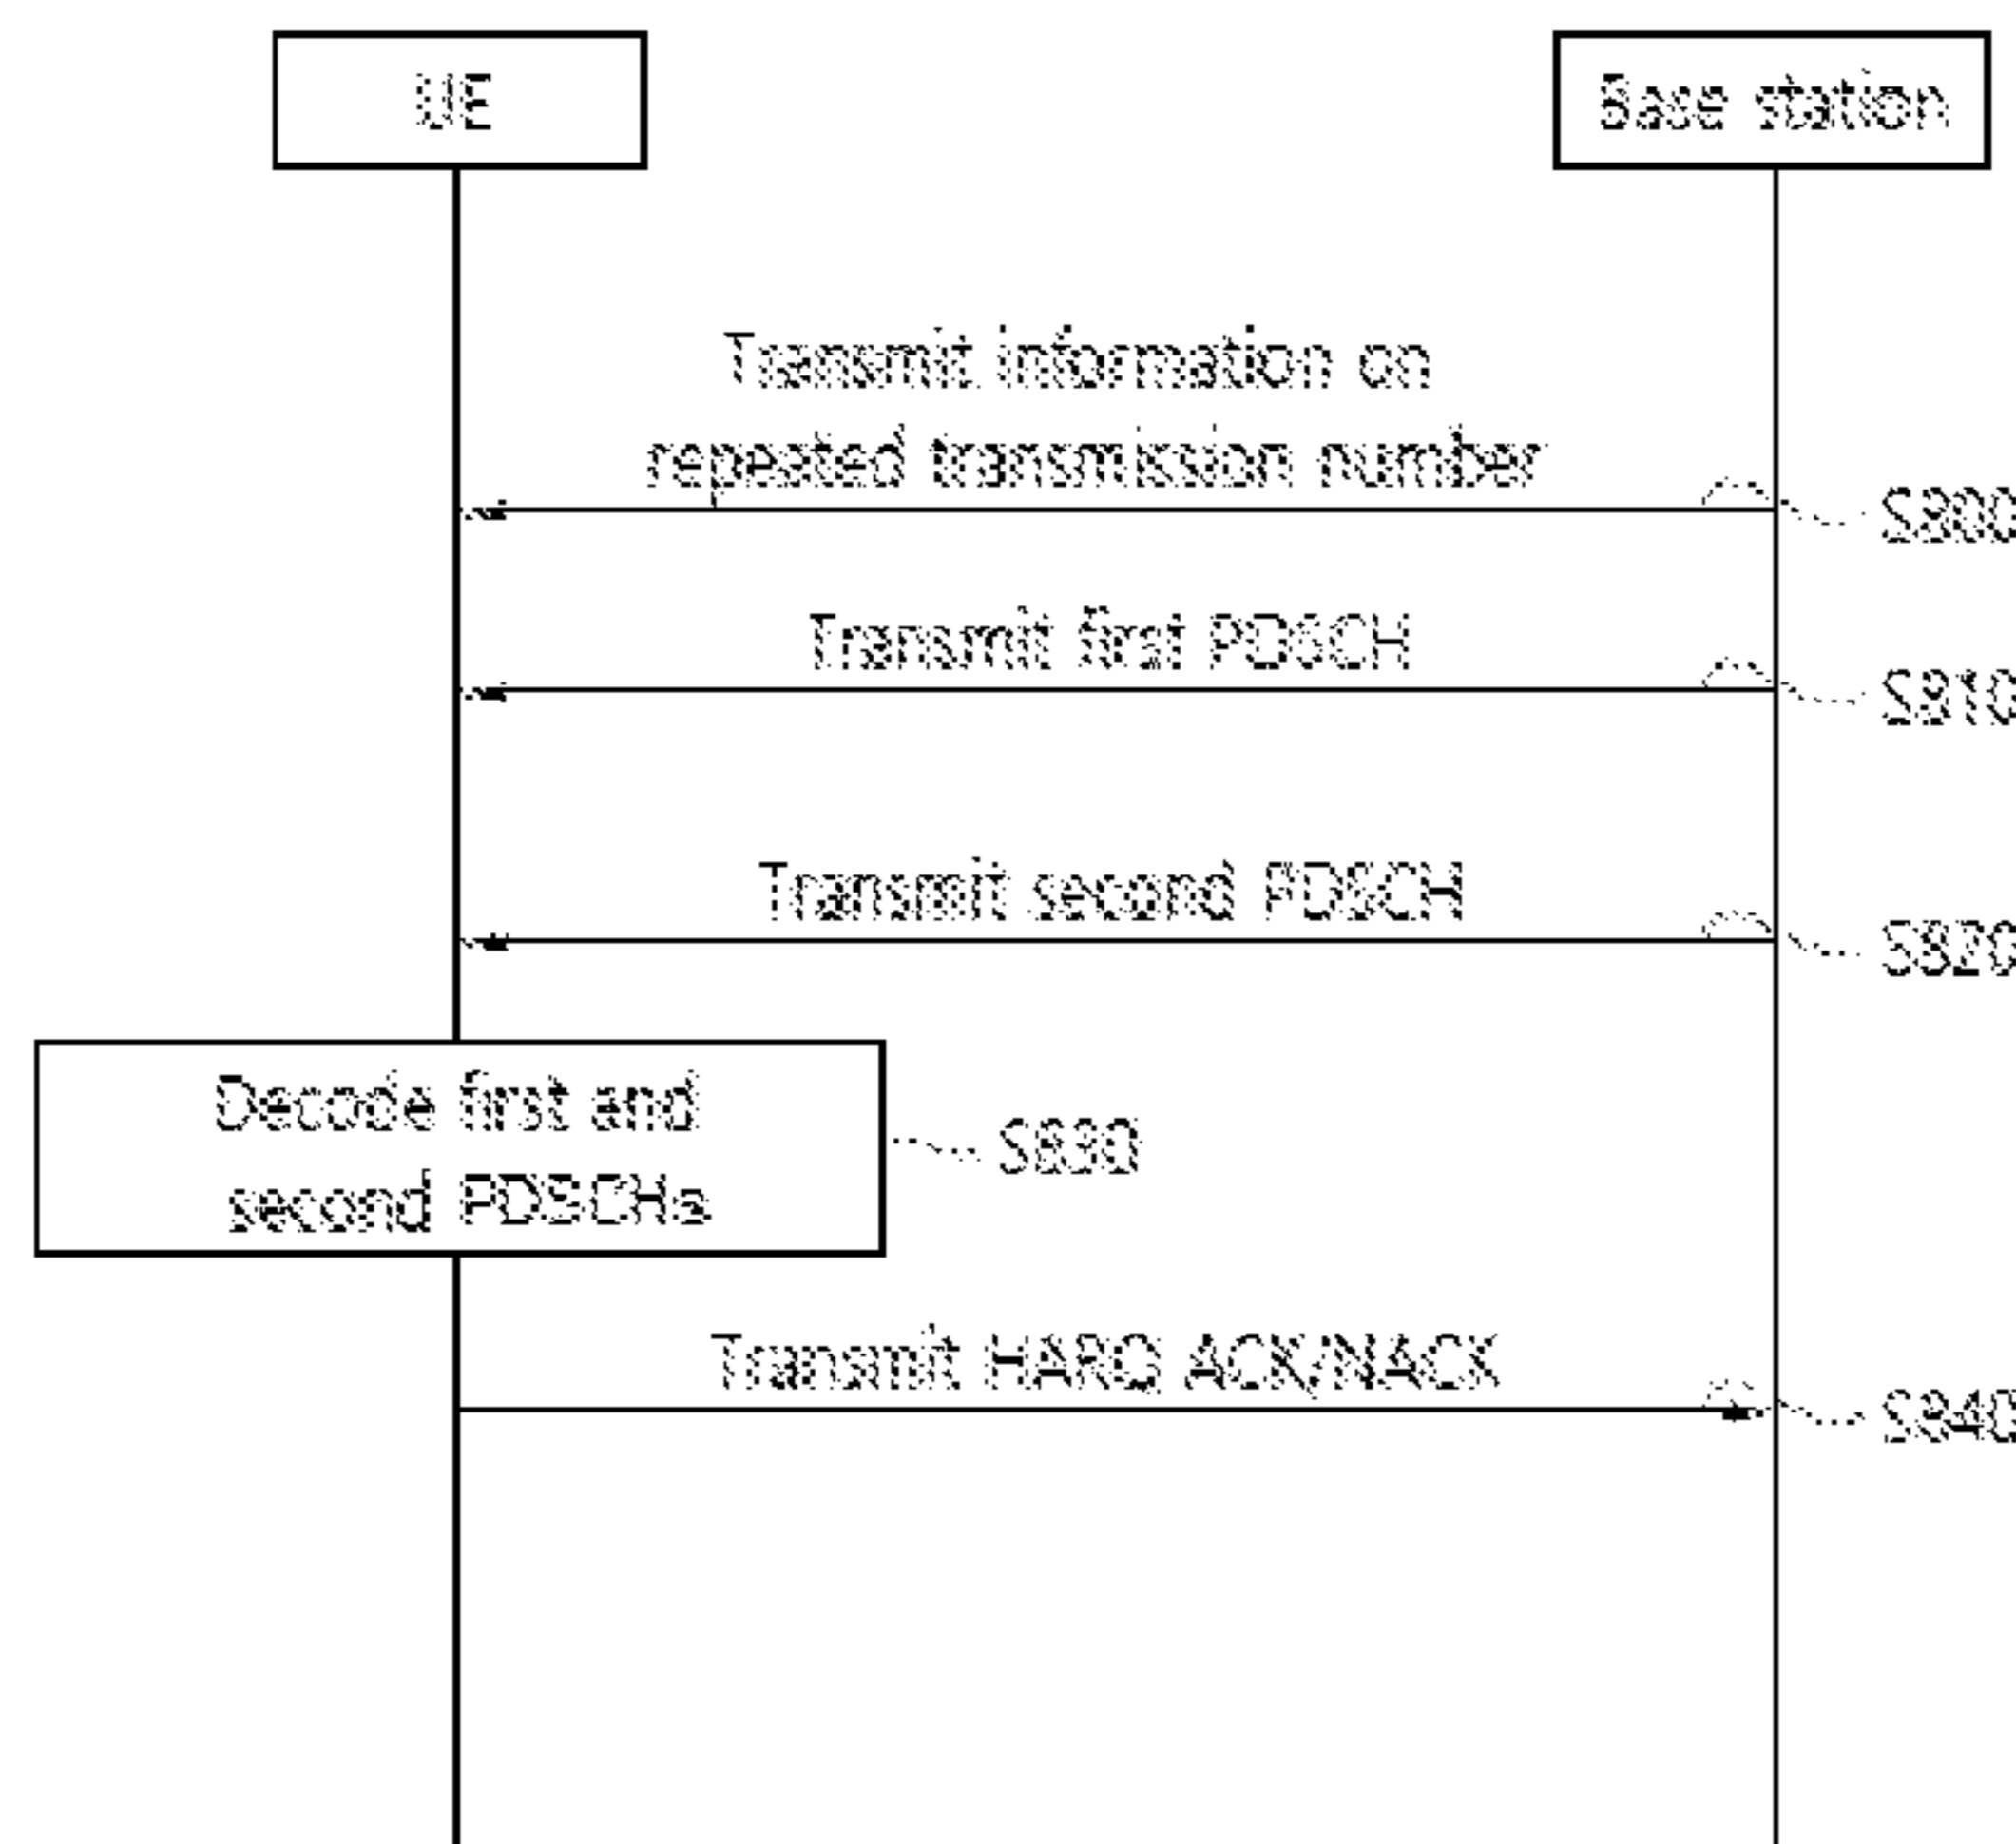 UE
Base station
Transmit information on
repeated transmission number
S800
Transmit first PDSCH
S810
Transmit second PDSCH
S820
Decode first and
second PDSCHs
S830
Transmit HARQ ACK/NACK
S840